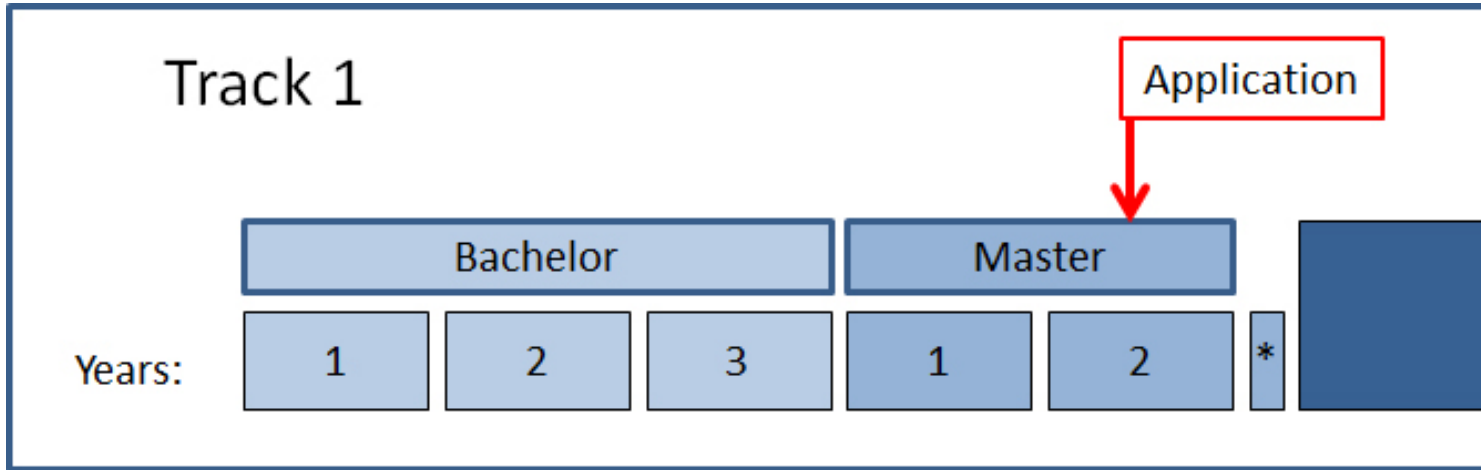 Track 1
Application
Bachelor Master
Years: 1 2 3 1 2 *